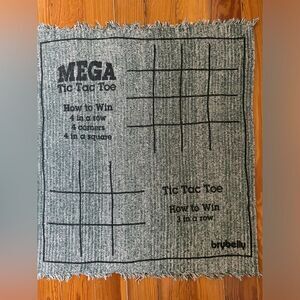 MEGA
Tic Tac Toe
How to Win
4 in a row
4 corners
4 in a square
Tic Tac Toe
How to Win
3 in a row
brybelly